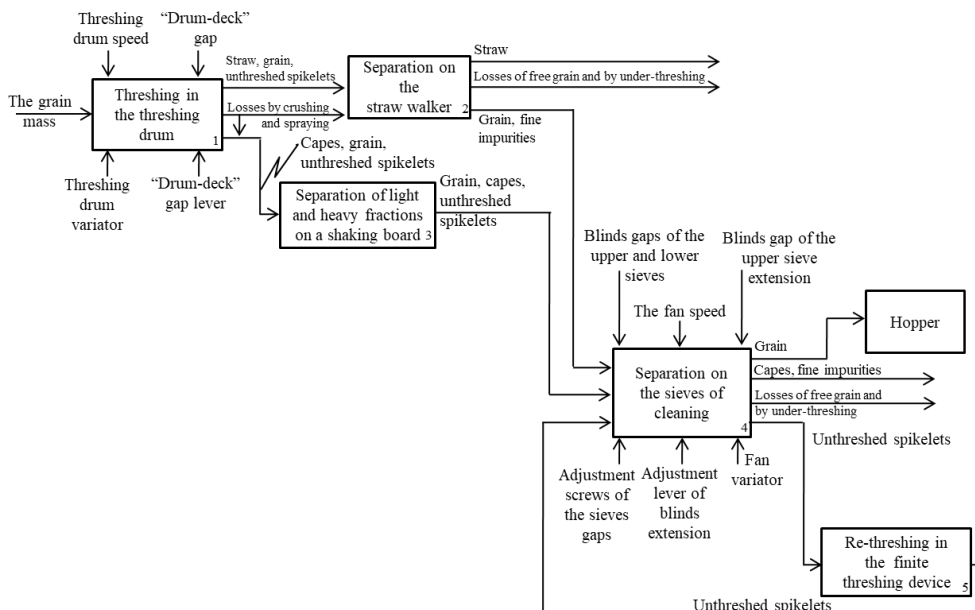 Threshing
drum speed
“Drum-deck”
gap
The grain
mass
Threshing in
the threshing
drum
1
Threshing
drum
variator
“Drum-deck”
gap lever
Straw, grain,
unthreshed spikelets
Losses by crushing
and spraying
Capes, grain,
unthreshed spikelets
Separation on
the
straw walker
2
Straw
Losses of free grain and by under-threshing
Grain, fine
impurities
Separation of light
and heavy fractions
on a shaking board
3
Grain, capes,
unthreshed
spikelets
Blinds gaps of the
upper and lower
sieves
The fan speed
Blinds gap of the
upper sieve
extension
Separation on
the sieves of
cleaning
4
Grain
Hopper
Capes, fine impurities
Losses of free grain and
by under-threshing
Unthreshed spikelets
Adjustment
screws of
the sieves
gaps
Adjustment
lever of
blinds
extension
Fan
variator
Re-threshing in
the finite
threshing device
5
Unthreshed spikelets